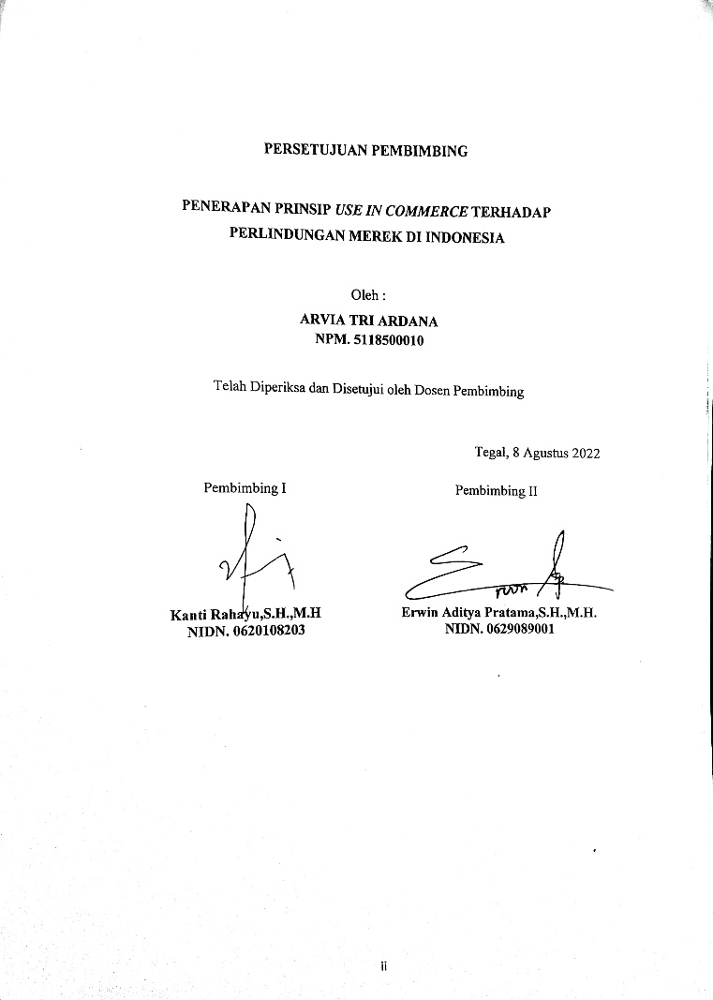 PERSETUJUAN PEMBIMBING
PENERAPAN PRINSIP USE IN COMMERCE TERHADAP
PERLINDUNGAN MEREK DI INDONESIA
Oleh :
ARVIA TRI ARDANA
NPM. 5118500010
Telah Diperiksa dan Disetujui oleh Dosen Pembimbing
Tegal, 8 Agustus 2022
Pembimbing I
Pembimbing II
Kanti Rahayu,S.H.,M.H
NIDN. 0620108203
Erwin Aditya Pratama,S.H.,M.H.
NIDN. 0629089001
ii